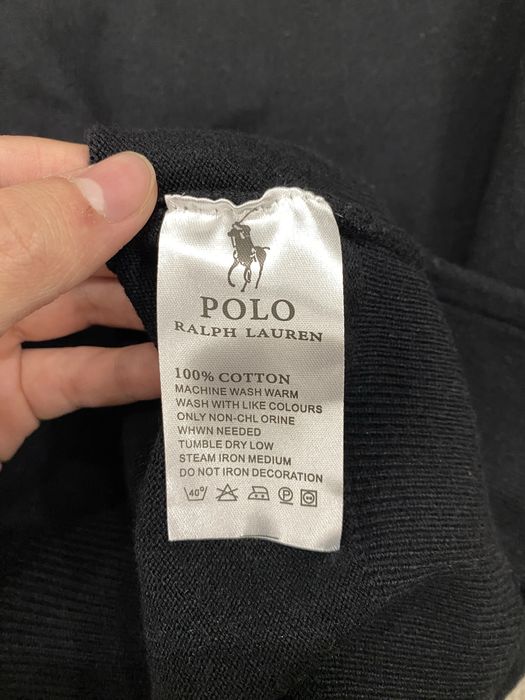 POLO
RALPH LAUREN
100% COTTON
MACHINE WASH WARM
WASH WITH LIKE COLOURS
ONLY NON-CHL ORINE
WHWN NEEDED
TUMBLE DRY LOW
STEAM IRON MEDIUM
DO NOT IRON DECORATION
40° P